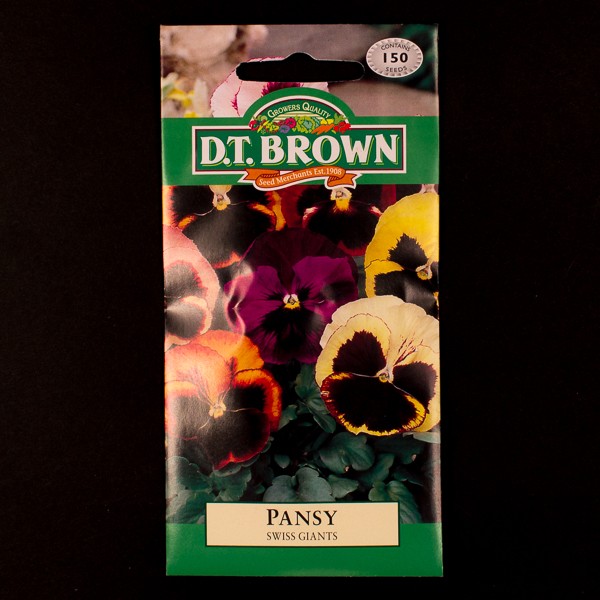 CONTAINS
150
SEEDS
GROWERS QUALITY
D.T. BROWN
Seed Merchants Est. 1908
PANSY
SWISS GIANTS